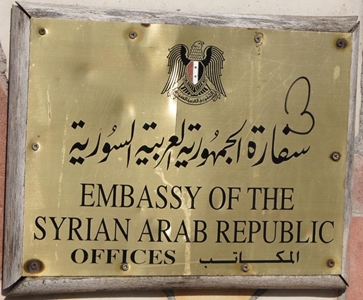 سفارة الجمهورية العربية السورية
EMBASSY OF THE
SYRIAN ARAB REPUBLIC
OFFICES المكاتب